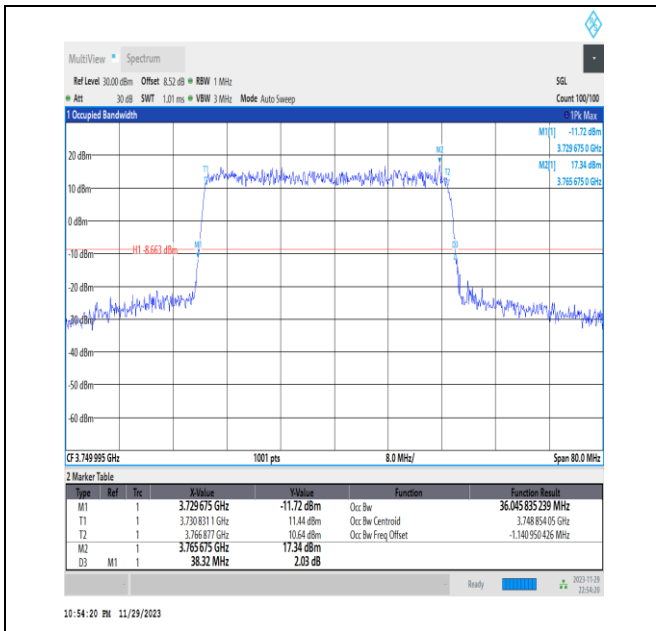 MultiView Spectrum
Ref Level 30.00 dBm Offset 8.52 dB RBW 1 MHz SGL
Att 30 dB SWT 1.01 ms VBW 3 MHz Mode Auto Sweep Count 100/100
1 Occupied Bandwidth 1Pk Max
M1[1] -11.72 dBm
3.729 675 0 GHz
M2[1] 17.34 dBm
3.765 675 0 GHz
M2
T1
T2
20 dBm
10 dBm
0 dBm
M1
D3
H1 -8.663 dBm
-10 dBm
-20 dBm
-30 dBm
-40 dBm
-50 dBm
-60 dBm
CF 3.749 995 GHz 1001 pts 8.0 MHz/ Span 80.0 MHz
2 Marker Table
Type Ref Trc X-Value Y-Value Function Function Result
M1 1 3.729 675 GHz -11.72 dBm Occ Bw 36.045 835 239 MHz
T1 1 3.730 831 1 GHz 11.44 dBm Occ Bw Centroid 3.748 854 05 GHz
T2 1 3.766 877 GHz 10.64 dBm Occ Bw Freq Offset -1.140 950 426 MHz
M2 1 3.765 675 GHz 17.34 dBm
D3 M1 1 38.32 MHz 2.03 dB
Ready 2023-11-29
22:54:20
10:54:20 PM 11/29/2023